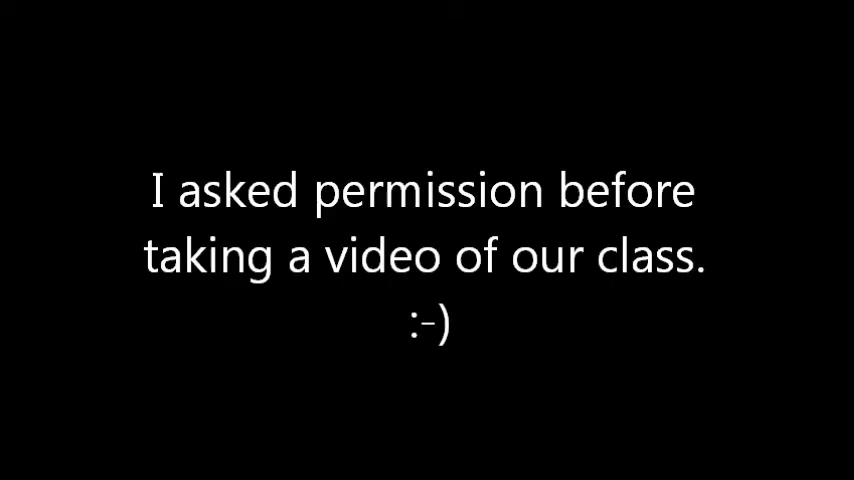 I asked permission before
taking a video of our class.
:-)